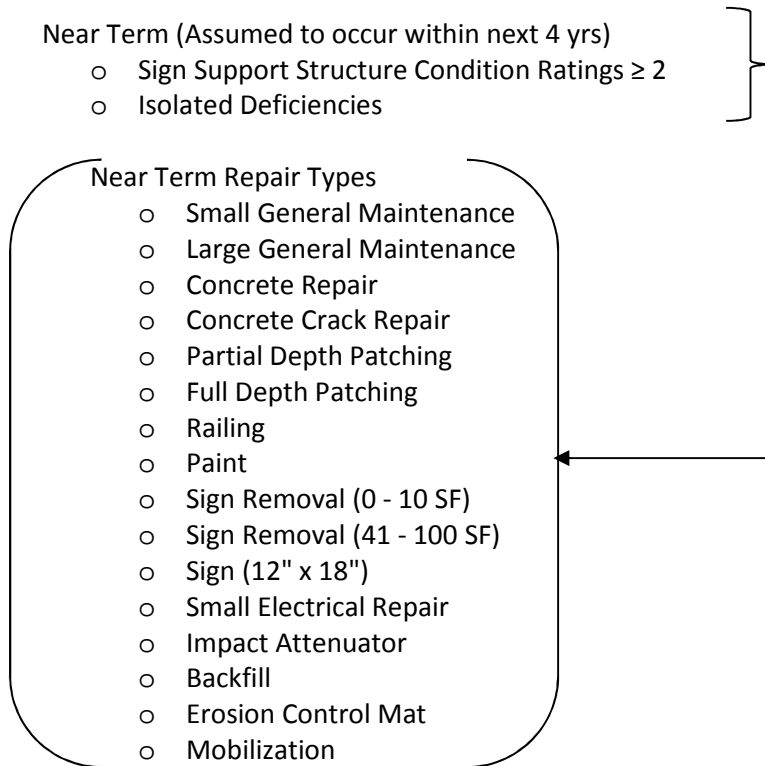 Near Term (Assumed to occur within next 4 yrs)
o Sign Support Structure Condition Ratings ≥ 2
o Isolated Deficiencies
Near Term Repair Types
o Small General Maintenance
o Large General Maintenance
o Concrete Repair
o Concrete Crack Repair
o Partial Depth Patching
o Full Depth Patching
o Railing
o Paint
o Sign Removal (0 - 10 SF)
o Sign Removal (41 - 100 SF)
o Sign (12" x 18")
o Small Electrical Repair
o Impact Attenuator
o Backfill
o Erosion Control Mat
o Mobilization